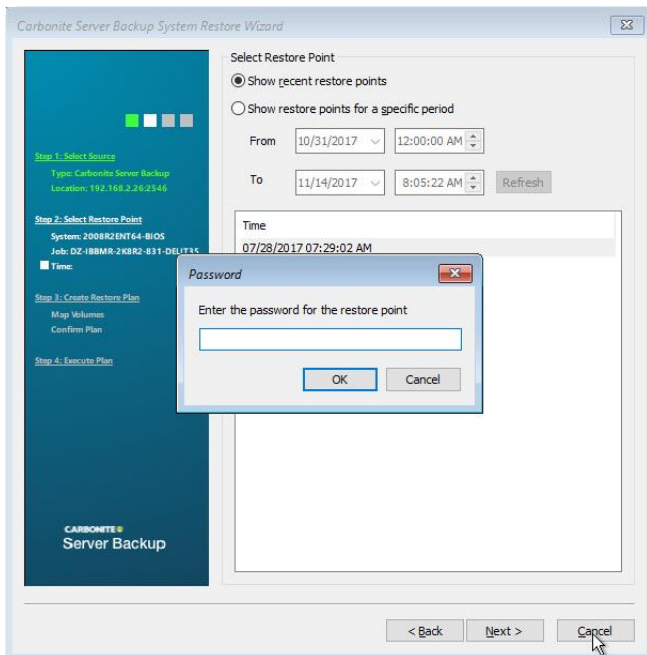 Carbonite Server Backup System Restore Wizard
Step 1: Select Source
Type: Carbonite Server Backup
Location: 192.168.2.26:2546
Step 2: Select Restore Point
System: 2008R2ENT64-BIOS
Job: DZ-IBBMR-2K8R2-831-DELIT35
Time:
Step 3: Create Restore Plan
Map Volumes
Confirm Plan
Step 4: Execute Plan
CARBONITE
Server Backup
Select Restore Point
Show recent restore points
Show restore points for a specific period
From 10/31/2017 12:00:00 AM
To 11/14/2017 8:05:22 AM Refresh
Time
07/28/2017 07:29:02 AM
Password
Enter the password for the restore point
OK Cancel
< Back Next > Cancel